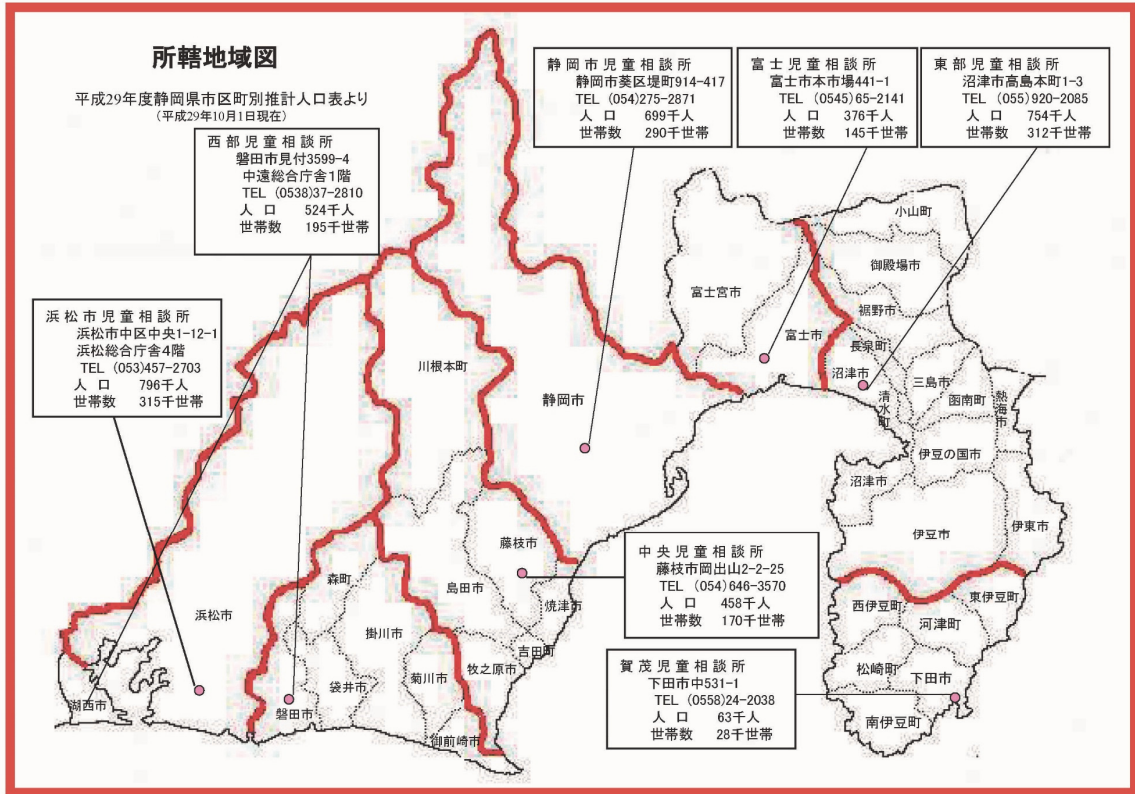 所轄地域図
平成29年度静岡県市区町別推計人口表より
(平成29年10月1日現在)
西部児童相談所
磐田市見付3599-4
中遠総合庁舎1階
TEL (0538)37-2810
人口 524千人
世帯数 195千世帯
静岡市児童相談所
静岡市葵区堤町914-417
TEL (054)275-2871
人口 699千人
世帯数 290千世帯
富士児童相談所
富士市本市場441-1
TEL (0545)65-2141
人口 376千人
世帯数 145千世帯
東部児童相談所
沼津市高島本町1-3
TEL (055)920-2085
人口 754千人
世帯数 312千世帯
浜松市児童相談所
浜松市中区中央1-12-1
浜松総合庁舎4階
TEL (053)457-2703
人口 796千人
世帯数 315千世帯
小山町
御殿場市
富士宮市
裾野市
富士市
長泉町
川根本町
沼津市
三島市
函南町
熱海市
清水町
静岡市
伊豆の国市
沼津市
伊豆市
伊東市
藤枝市
中央児童相談所
藤枝市岡出山2-2-25
TEL (054)646-3570
人口 458千人
世帯数 170千世帯
森町
島田市
焼津市
浜松市
掛川市
吉田町
西伊豆町
東伊豆町
河津町
菊川市
牧之原市
袋井市
松崎町
下田市
湖西市
磐田市
御前崎市
南伊豆町
賀茂児童相談所
下田市中531-1
TEL (0558)24-2038
人口 63千人
世帯数 28千世帯